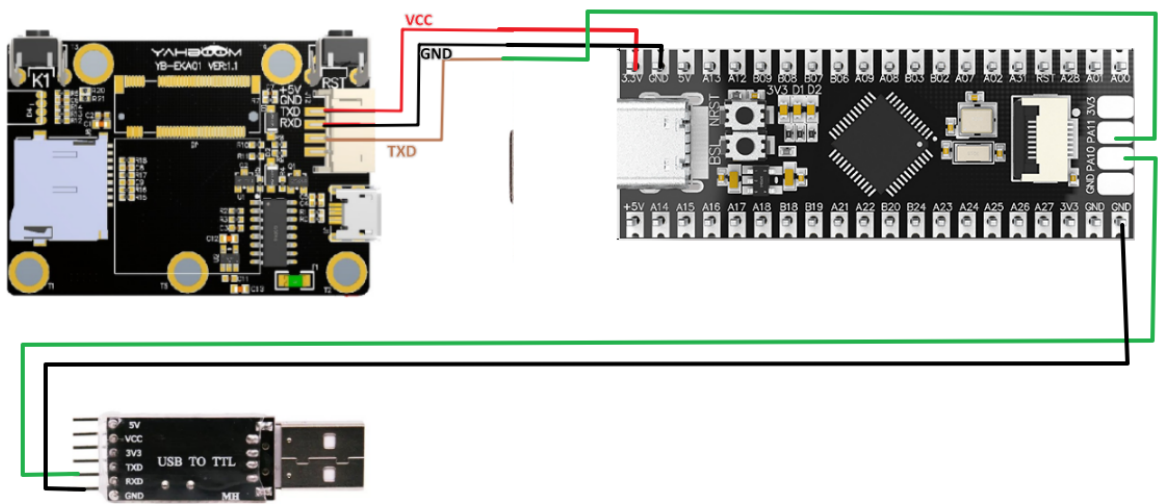 VCC
GND
TXD
YAHBOOM
YB-EXA01 VER:1.1
K1
RST
+5V
GND
TXD
RXD
3.3V GND 5V A13 A12 B09 B08 B07 B06 A09 A08 B03 B02 A07 A02 A31 RST A28 A01 A00
3V3 D1 D2
NRST
BSL
3V3
PA11
PA10
GND
+5V A14 A15 A16 A17 A18 B18 B19 A21 A22 B20 B24 A23 A24 A25 A26 A27 3V3 GND GND
5V
VCC
3V3
TXD
RXD
GND
USB TO TTL
MH